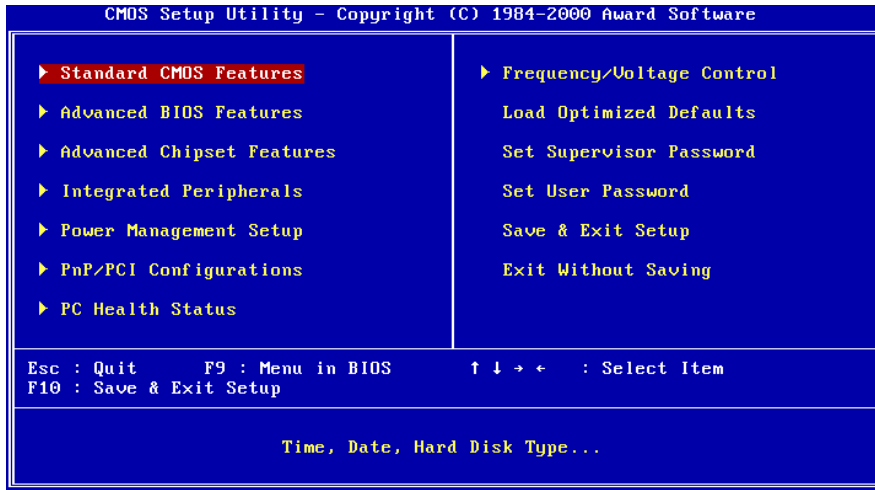 CMOS Setup Utility – Copyright (C) 1984–2000 Award Software
Standard CMOS Features
Advanced BIOS Features
Advanced Chipset Features
Integrated Peripherals
Power Management Setup
PnP/PCI Configurations
PC Health Status
Frequency/Voltage Control
Load Optimized Defaults
Set Supervisor Password
Set User Password
Save & Exit Setup
Exit Without Saving
Esc : Quit F9 : Menu in BIOS ↑ ↓ → ← : Select Item
F10 : Save & Exit Setup
Time, Date, Hard Disk Type...